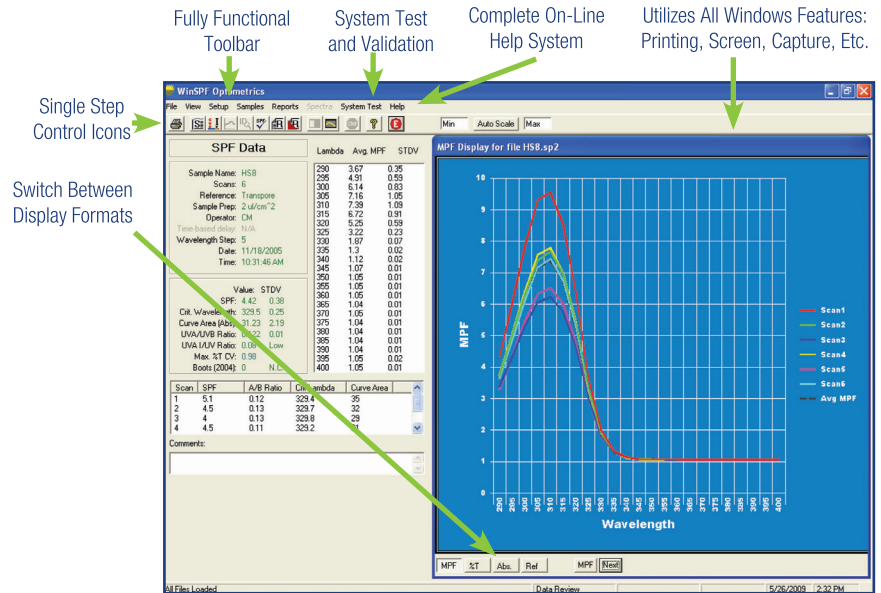 Fully Functional
Toolbar
System Test
and Validation
Complete On-Line
Help System
Utilizes All Windows Features:
Printing, Screen, Capture, Etc.
Single Step
Control Icons
Switch Between
Display Formats
WinSPF Optometrics
File View Setup Samples Reports Spectra System Test Help
Min Auto Scale Max
SPF Data
Sample Name: HS8
Scans: 6
Reference: Transpore
Sample Prep: 2 ul/cm^2
Operator: CM
Time-based delay: N/A
Wavelength Step: 5
Date: 11/18/2005
Time: 10:31:46 AM
Value: STDV
SPF: 4.42 0.38
Crit. Wavelength: 329.5 0.25
Curve Area (Abs): 31.23 2.19
UVA/UVB Ratio: 0.122 0.01
UVA I/UV Ratio: 0.08 Low
Max. %T CV: 0.98
Boots (2004): 0 N.C.
Lambda Avg. MPF STDV
290 3.67 0.35
295 4.91 0.59
300 6.14 0.83
305 7.16 1.05
310 7.39 1.09
315 6.72 0.91
320 5.25 0.59
325 3.22 0.23
330 1.87 0.07
335 1.3 0.02
340 1.12 0.02
345 1.07 0.01
350 1.05 0.01
355 1.05 0.01
360 1.05 0.01
365 1.04 0.01
370 1.05 0.01
375 1.04 0.01
380 1.04 0.01
385 1.04 0.01
390 1.04 0.01
395 1.05 0.02
400 1.05 0.01
Scan SPF A/B Ratio Crit Lambda Curve Area
1 5.1 0.12 329.4 35
2 4.5 0.13 329.7 32
3 4 0.13 329.8 29
4 4.5 0.11 329.2
Comments:
MPF Display for file HS8.sp2
MPF
10
9
8
7
6
5
4
3
2
1
0
290 295 300 305 310 315 320 325 330 335 340 345 350 355 360 365 370 375 380 385 390 395 400
Wavelength
Scan1
Scan2
Scan3
Scan4
Scan5
Scan6
Avg MPF
MPF %T Abs. Ref MPF Next
All Files Loaded Data Review 5/26/2009 2:32 PM